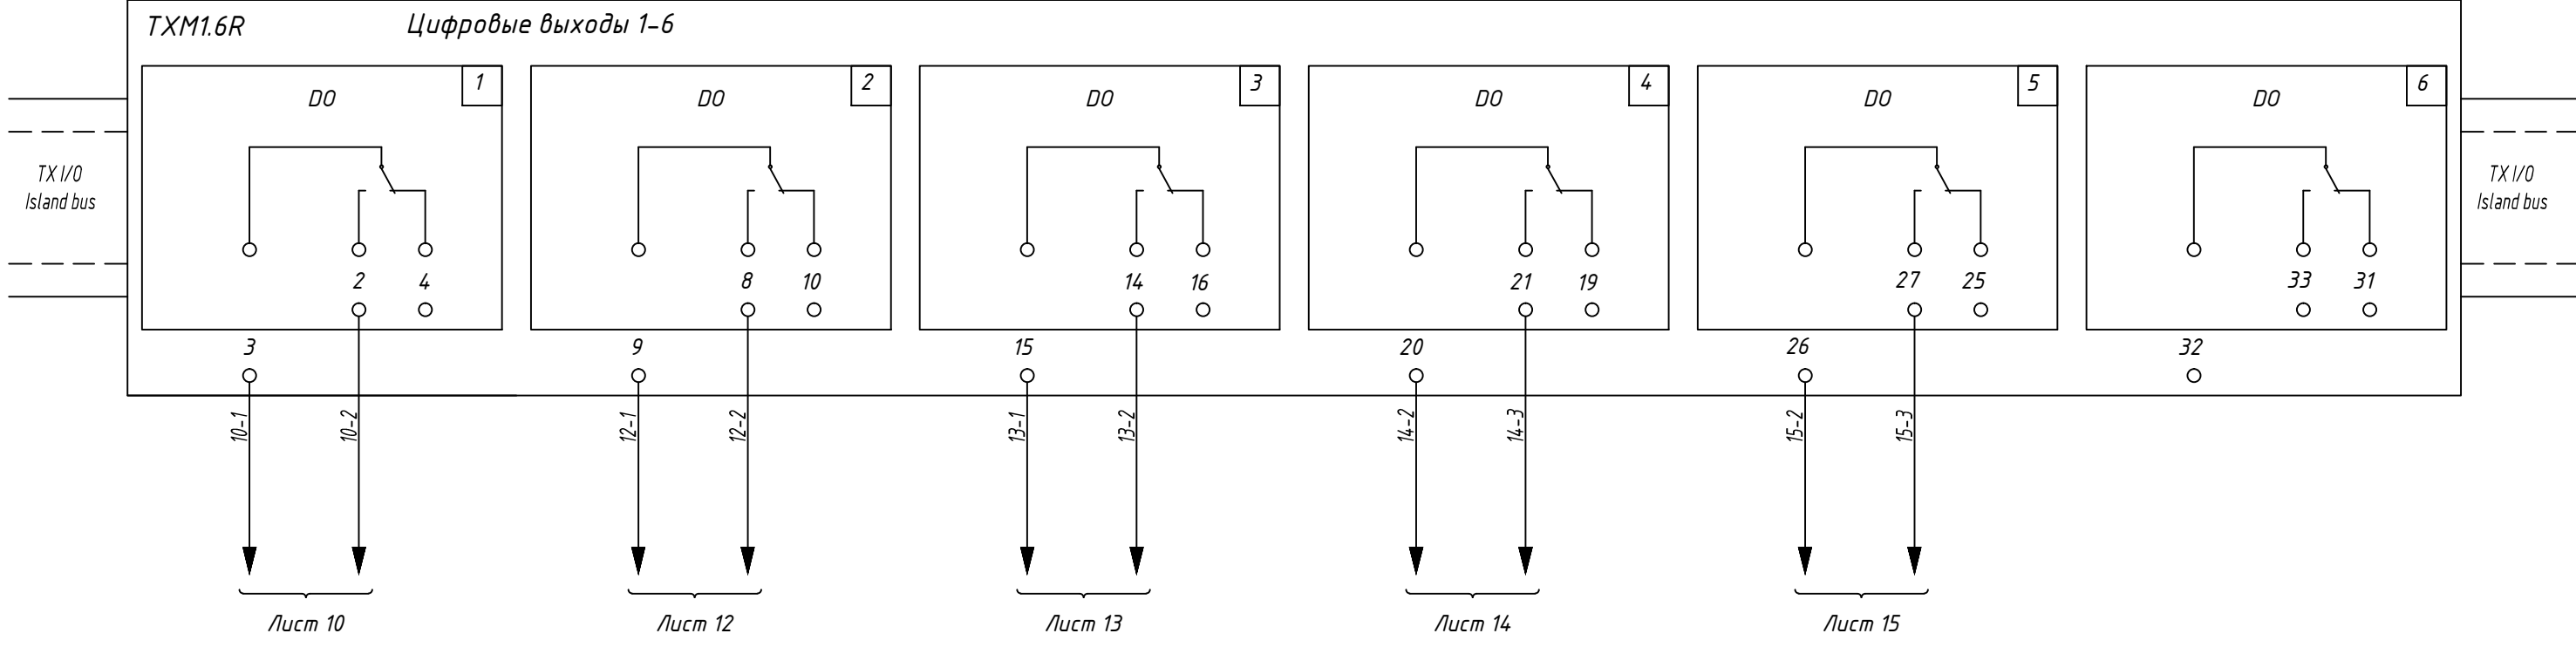 TXM1.6R
Цифровые выходы 1-6
1
2
3
4
5
6
DO
DO
DO
DO
DO
DO
TX I/O
Island bus
TX I/O
Island bus
2
4
8
10
14
16
21
19
27
25
33
31
3
9
15
20
26
32
10-1
10-2
12-1
12-2
13-1
13-2
14-2
14-3
15-2
15-3
Лист 10
Лист 12
Лист 13
Лист 14
Лист 15